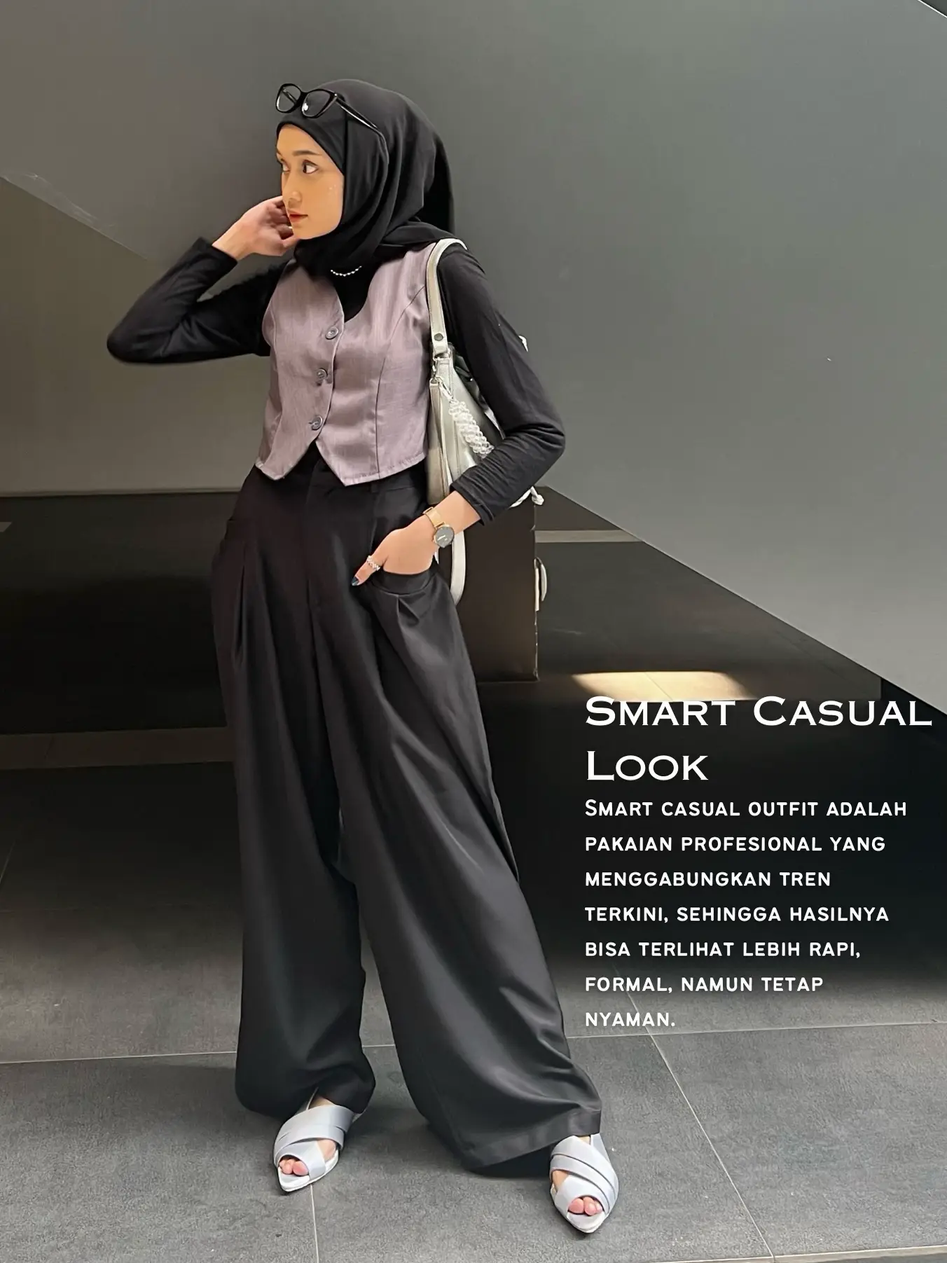 Smart Casual
Look
Smart casual outfit adalah
pakaian profesional yang
menggabungkan tren
terkini, sehingga hasilnya
bisa terlihat lebih rapi,
formal, namun tetap
nyaman.